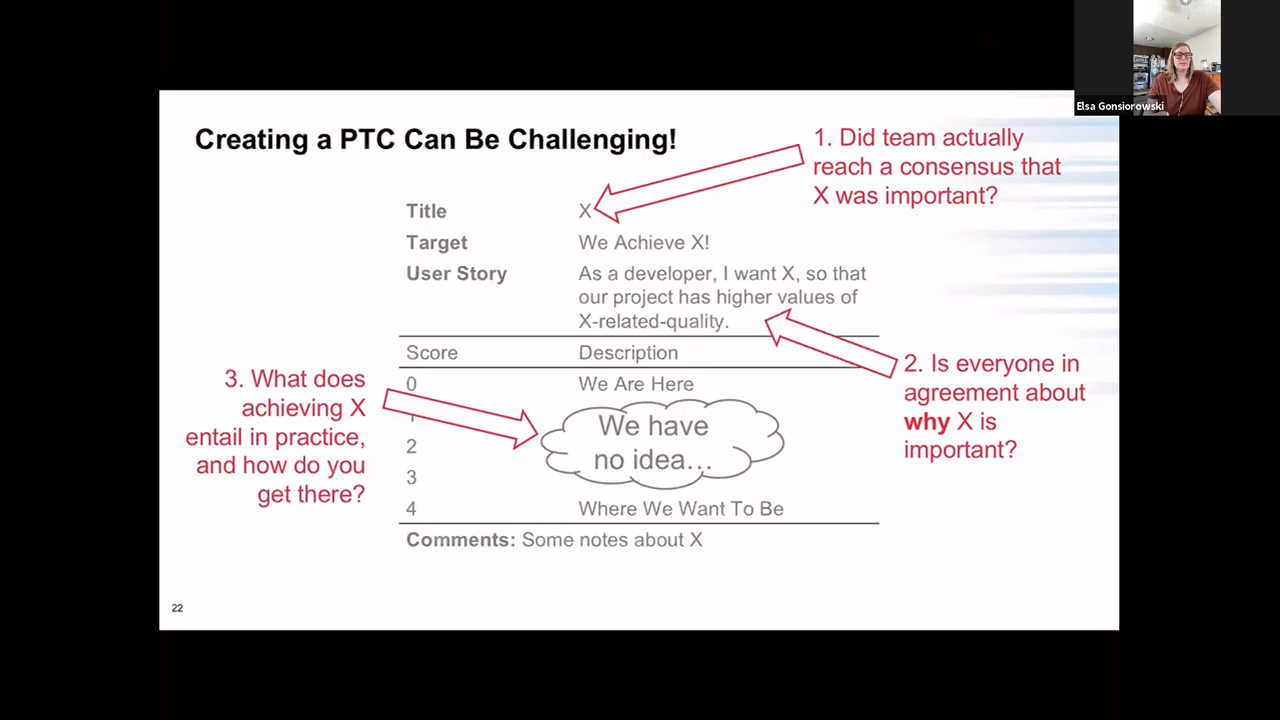 Elsa Gonsiorowski
Creating a PTC Can Be Challenging!
1. Did team actually
reach a consensus that
X was important?
Title X
Target We Achieve X!
User Story As a developer, I want X, so that
our project has higher values of
X-related-quality.
Score Description
0 We Are Here
1
2
3
4 Where We Want To Be
We have
no idea…
Comments: Some notes about X
2. Is everyone in
agreement about
why X is
important?
3. What does
achieving X
entail in practice,
and how do you
get there?
22